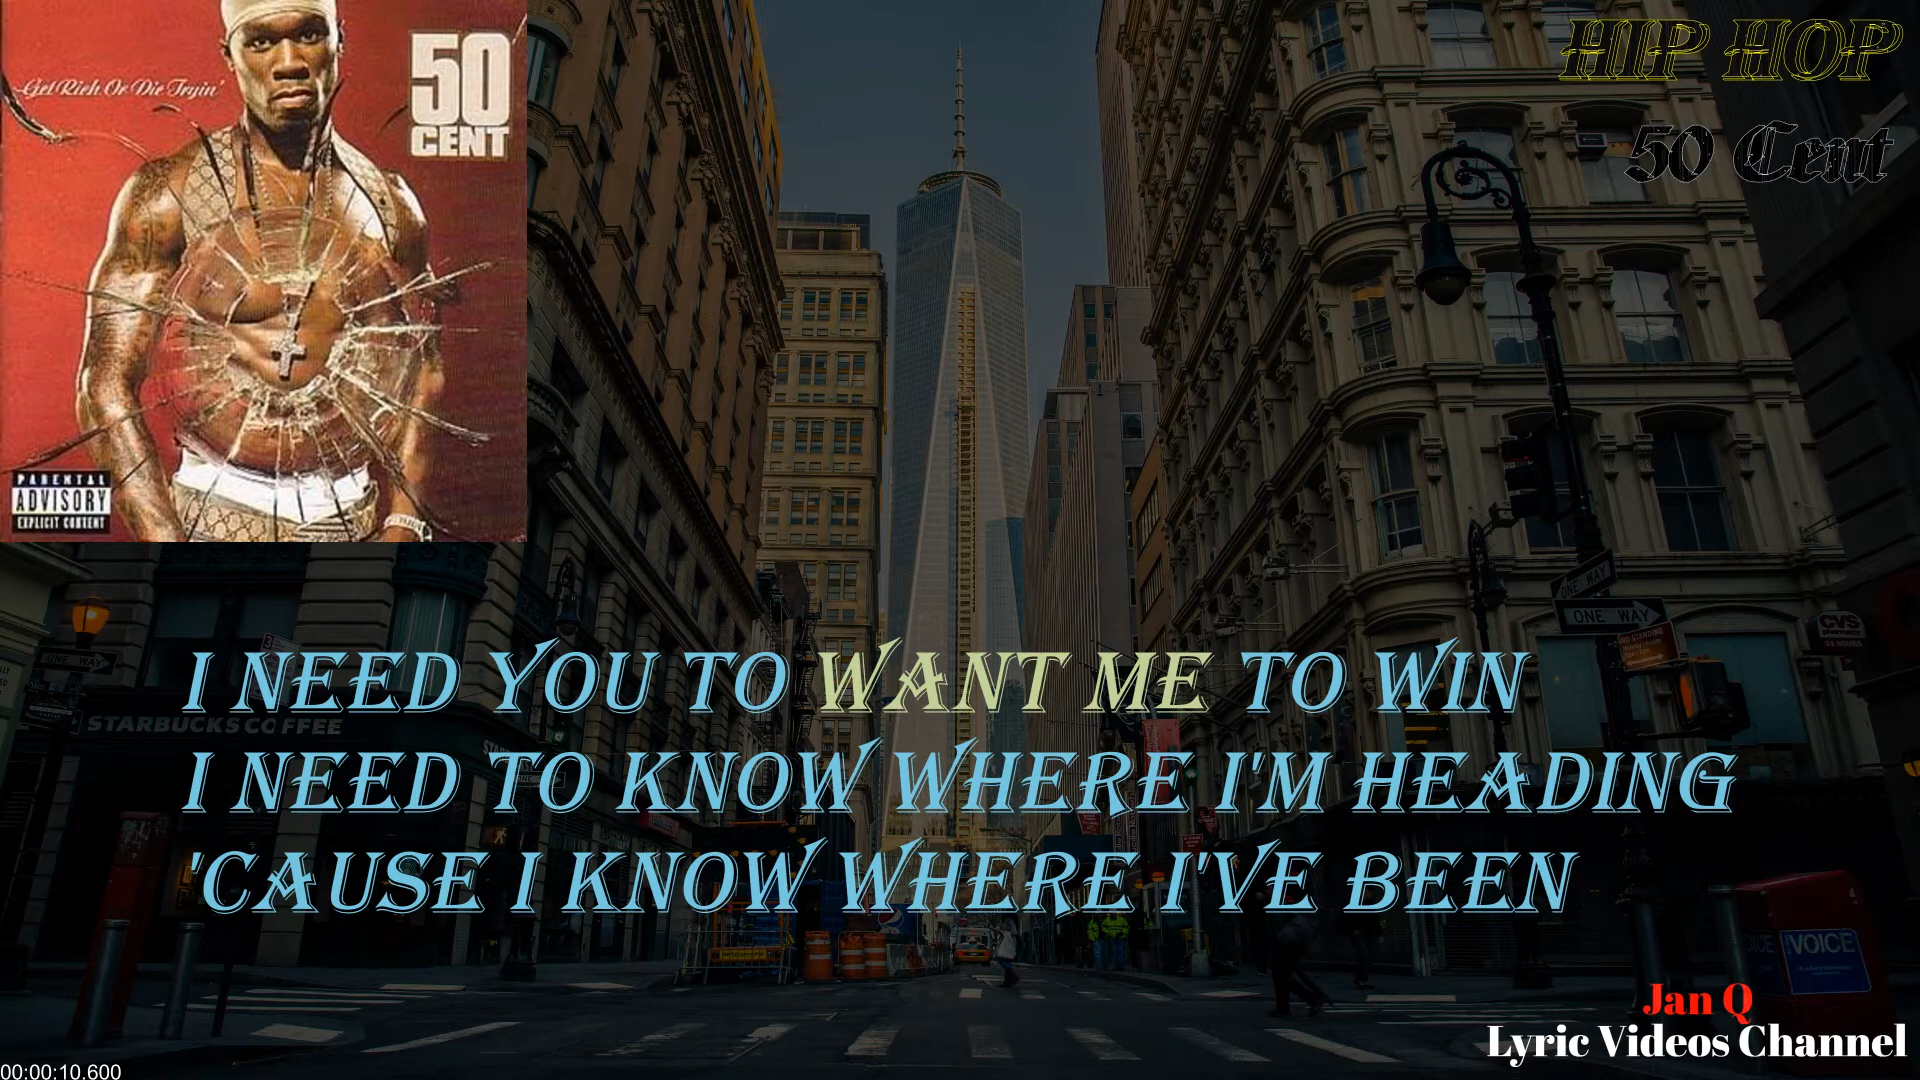 Get Rich Or Die Tryin'
50
CENT
PARENTAL
ADVISORY
EXPLICIT CONTENT
HIP HOP
50 Cent
ONE WAY
ONE WAY
NO STANDING
CVS
ONE WAY
STARBUCKS COFFEE
I NEED YOU TO WANT ME TO WIN
I NEED TO KNOW WHERE I'M HEADING
'CAUSE I KNOW WHERE I'VE BEEN
VOICE
Jan Q
Lyric Videos Channel
00:00:10.600